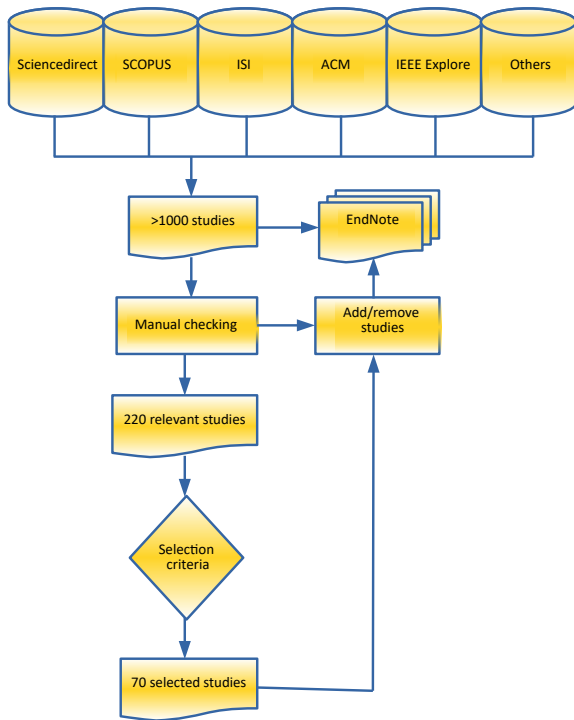 Sciencedirect
SCOPUS
ISI
ACM
IEEE Explore
Others
>1000 studies
EndNote
Manual checking
Add/remove
studies
220 relevant studies
Selection
criteria
70 selected studies